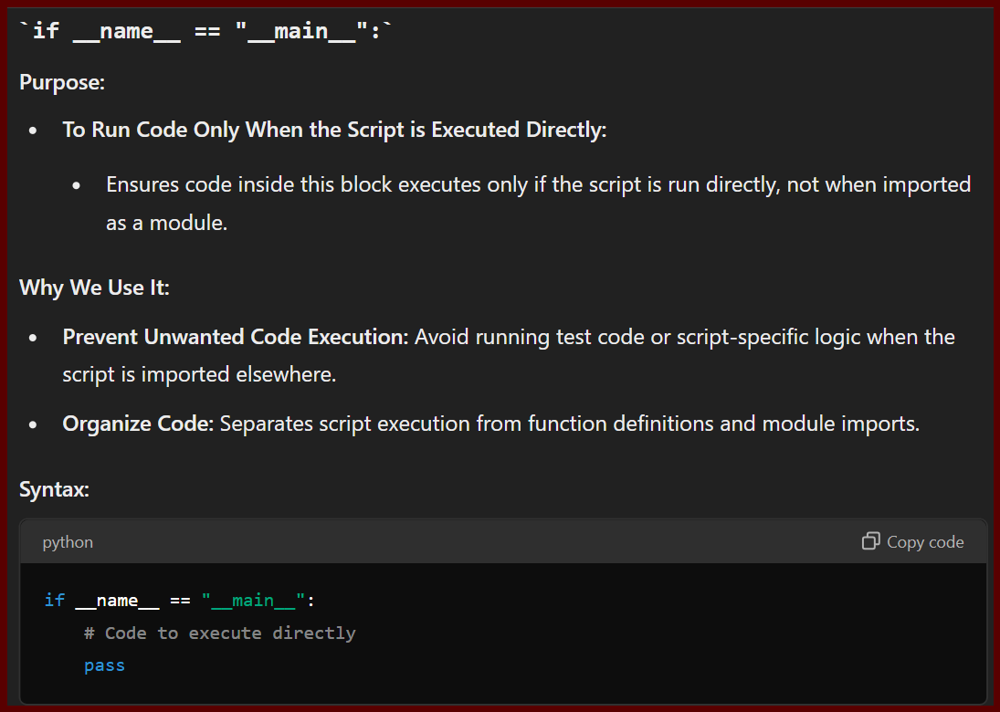 `if __name__ == "__main__":`
Purpose:
• To Run Code Only When the Script is Executed Directly:
• Ensures code inside this block executes only if the script is run directly, not when imported
as a module.
Why We Use It:
• Prevent Unwanted Code Execution: Avoid running test code or script-specific logic when the
script is imported elsewhere.
• Organize Code: Separates script execution from function definitions and module imports.
Syntax:
python Copy code
if __name__ == "__main__":
    # Code to execute directly
    pass